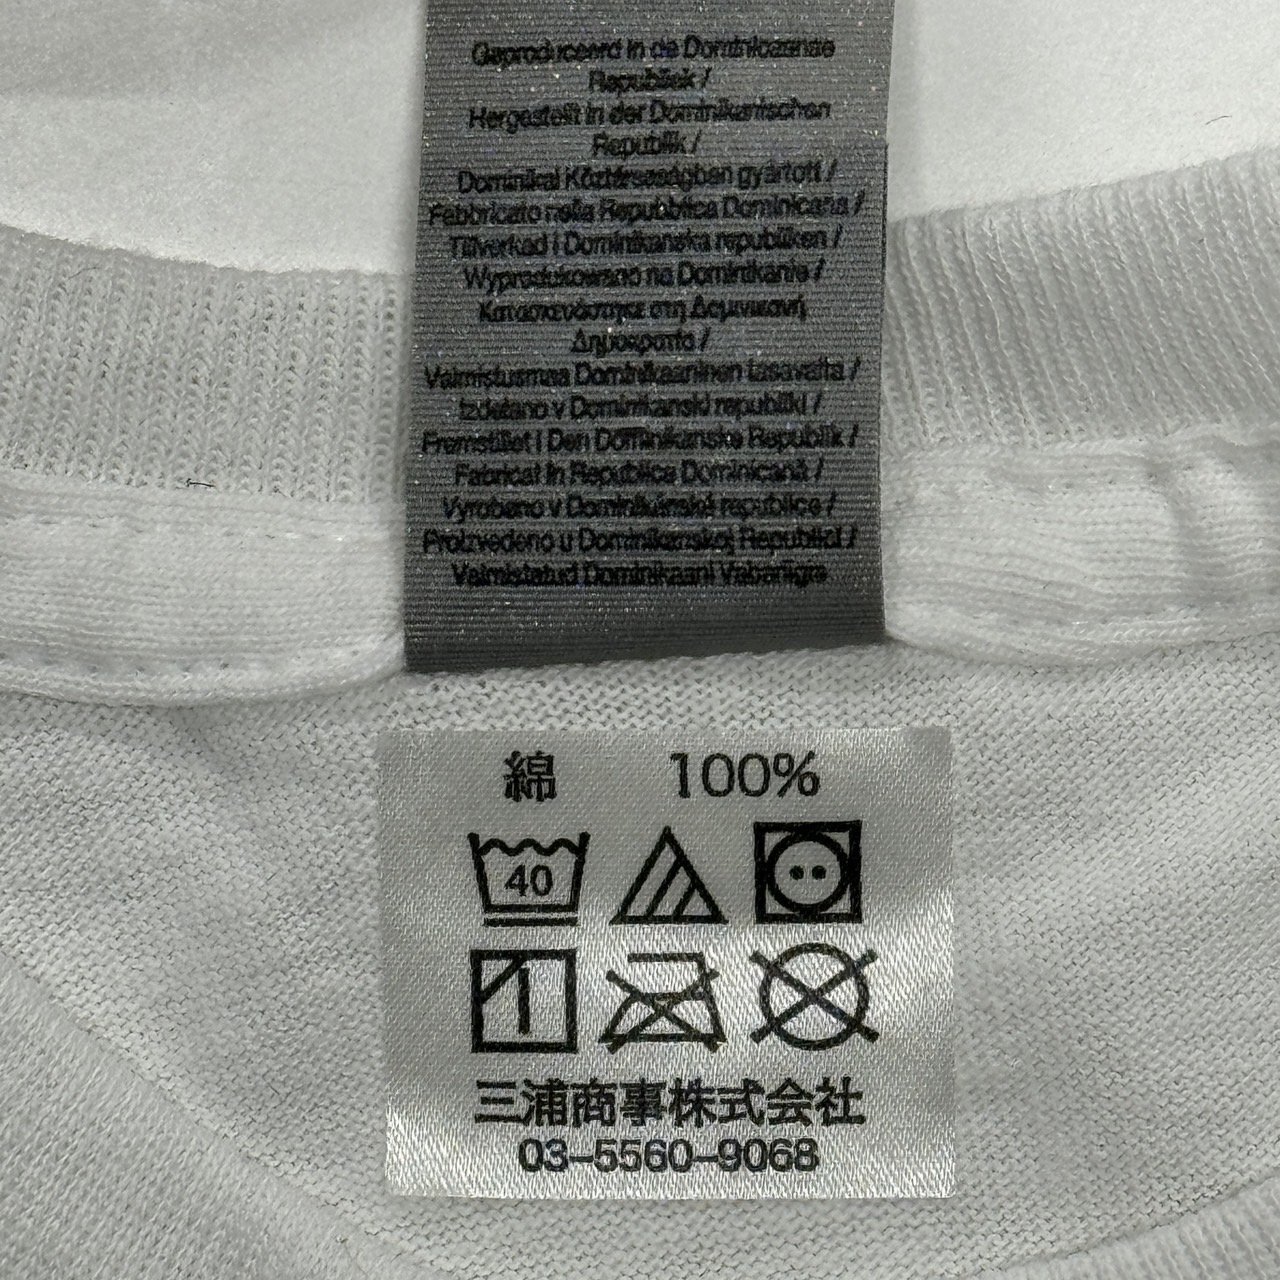 Geproduceerd in de Dominicaanse
Republiek /
Hergestellt in der Dominikanischen
Republik /
Dominikai Köztársaságban gyártott /
Fabbricato nella Repubblica Dominicana /
Tillverkad i Dominikanska republiken /
Wyprodukowano na Dominikanie /
Κατασκευάστηκε στη Δομινικανή
Δημοκρατία /
Valmistusmaa Dominikaaninen tasavalta /
Izdelano v Dominikanski republiki /
Fremstillet i Den Dominikanske Republik /
Fabricat în Republica Dominicană /
Vyrobeno v Dominikánské republice /
Proizvedeno u Dominikanskoj Republici /
Valmistatud Dominikaani Vabariigis
綿 100%
40
三浦商事株式会社
03-5560-9068